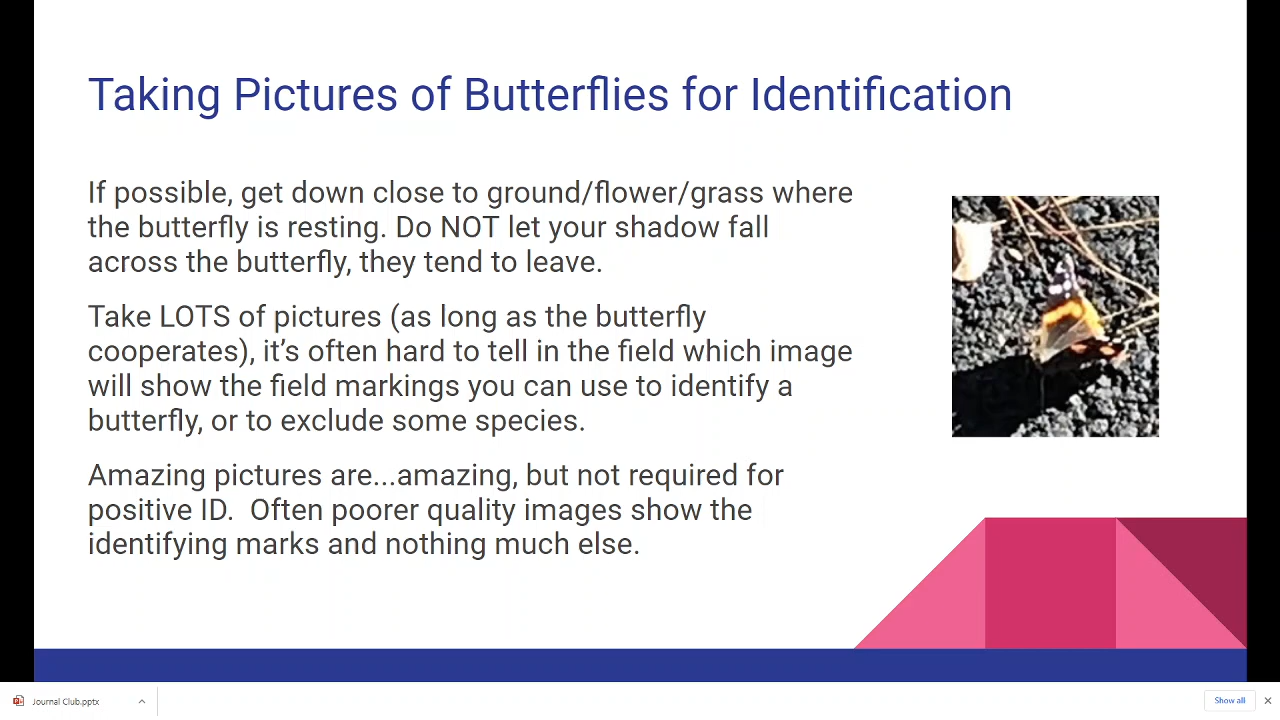 Taking Pictures of Butterflies for Identification
If possible, get down close to ground/flower/grass where
the butterfly is resting. Do NOT let your shadow fall
across the butterfly, they tend to leave.
Take LOTS of pictures (as long as the butterfly
cooperates), it’s often hard to tell in the field which image
will show the field markings you can use to identify a
butterfly, or to exclude some species.
Amazing pictures are...amazing, but not required for
positive ID.  Often poorer quality images show the
identifying marks and nothing much else.
Journal Club.pptx
Show all